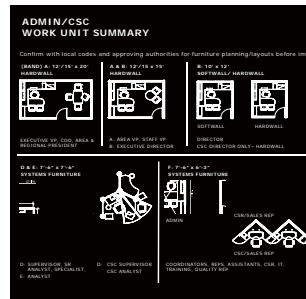 ADMIN/CSC
WORK UNIT SUMMARY
Confirm with local codes and approving authorities for furniture planning/layouts before im
(BAND) A: 12'/15' x 20'
HARDWALL
A & B: 12'/15 x 15'
HARDWALL
B: 10' x 12'
SOFTWALL / HARDWALL
SOFTWALL
HARDWALL
EXECUTIVE VP, COO, AREA &
REGIONAL PRESIDENT
A: AREA VP, STAFF VP
B: EXECUTIVE DIRECTOR
DIRECTOR
CSC DIRECTOR ONLY– HARDWALL
D & E: 7'-6" x 7'-6"
SYSTEMS FURNITURE
F: 7'-6" x 6'-3"
SYSTEMS FURNITURE
ADMIN
CSR/SALES REP
CSC/SALES REP
D: SUPERVISOR, SR
ANALYST, SPECIALIST,
E: ANALYST
D: CSC SUPERVISOR
CSC ANALYST
COORDINATORS, REPS, ASSISTANTS, CSR, IT,
TRAINING, QUALITY REP